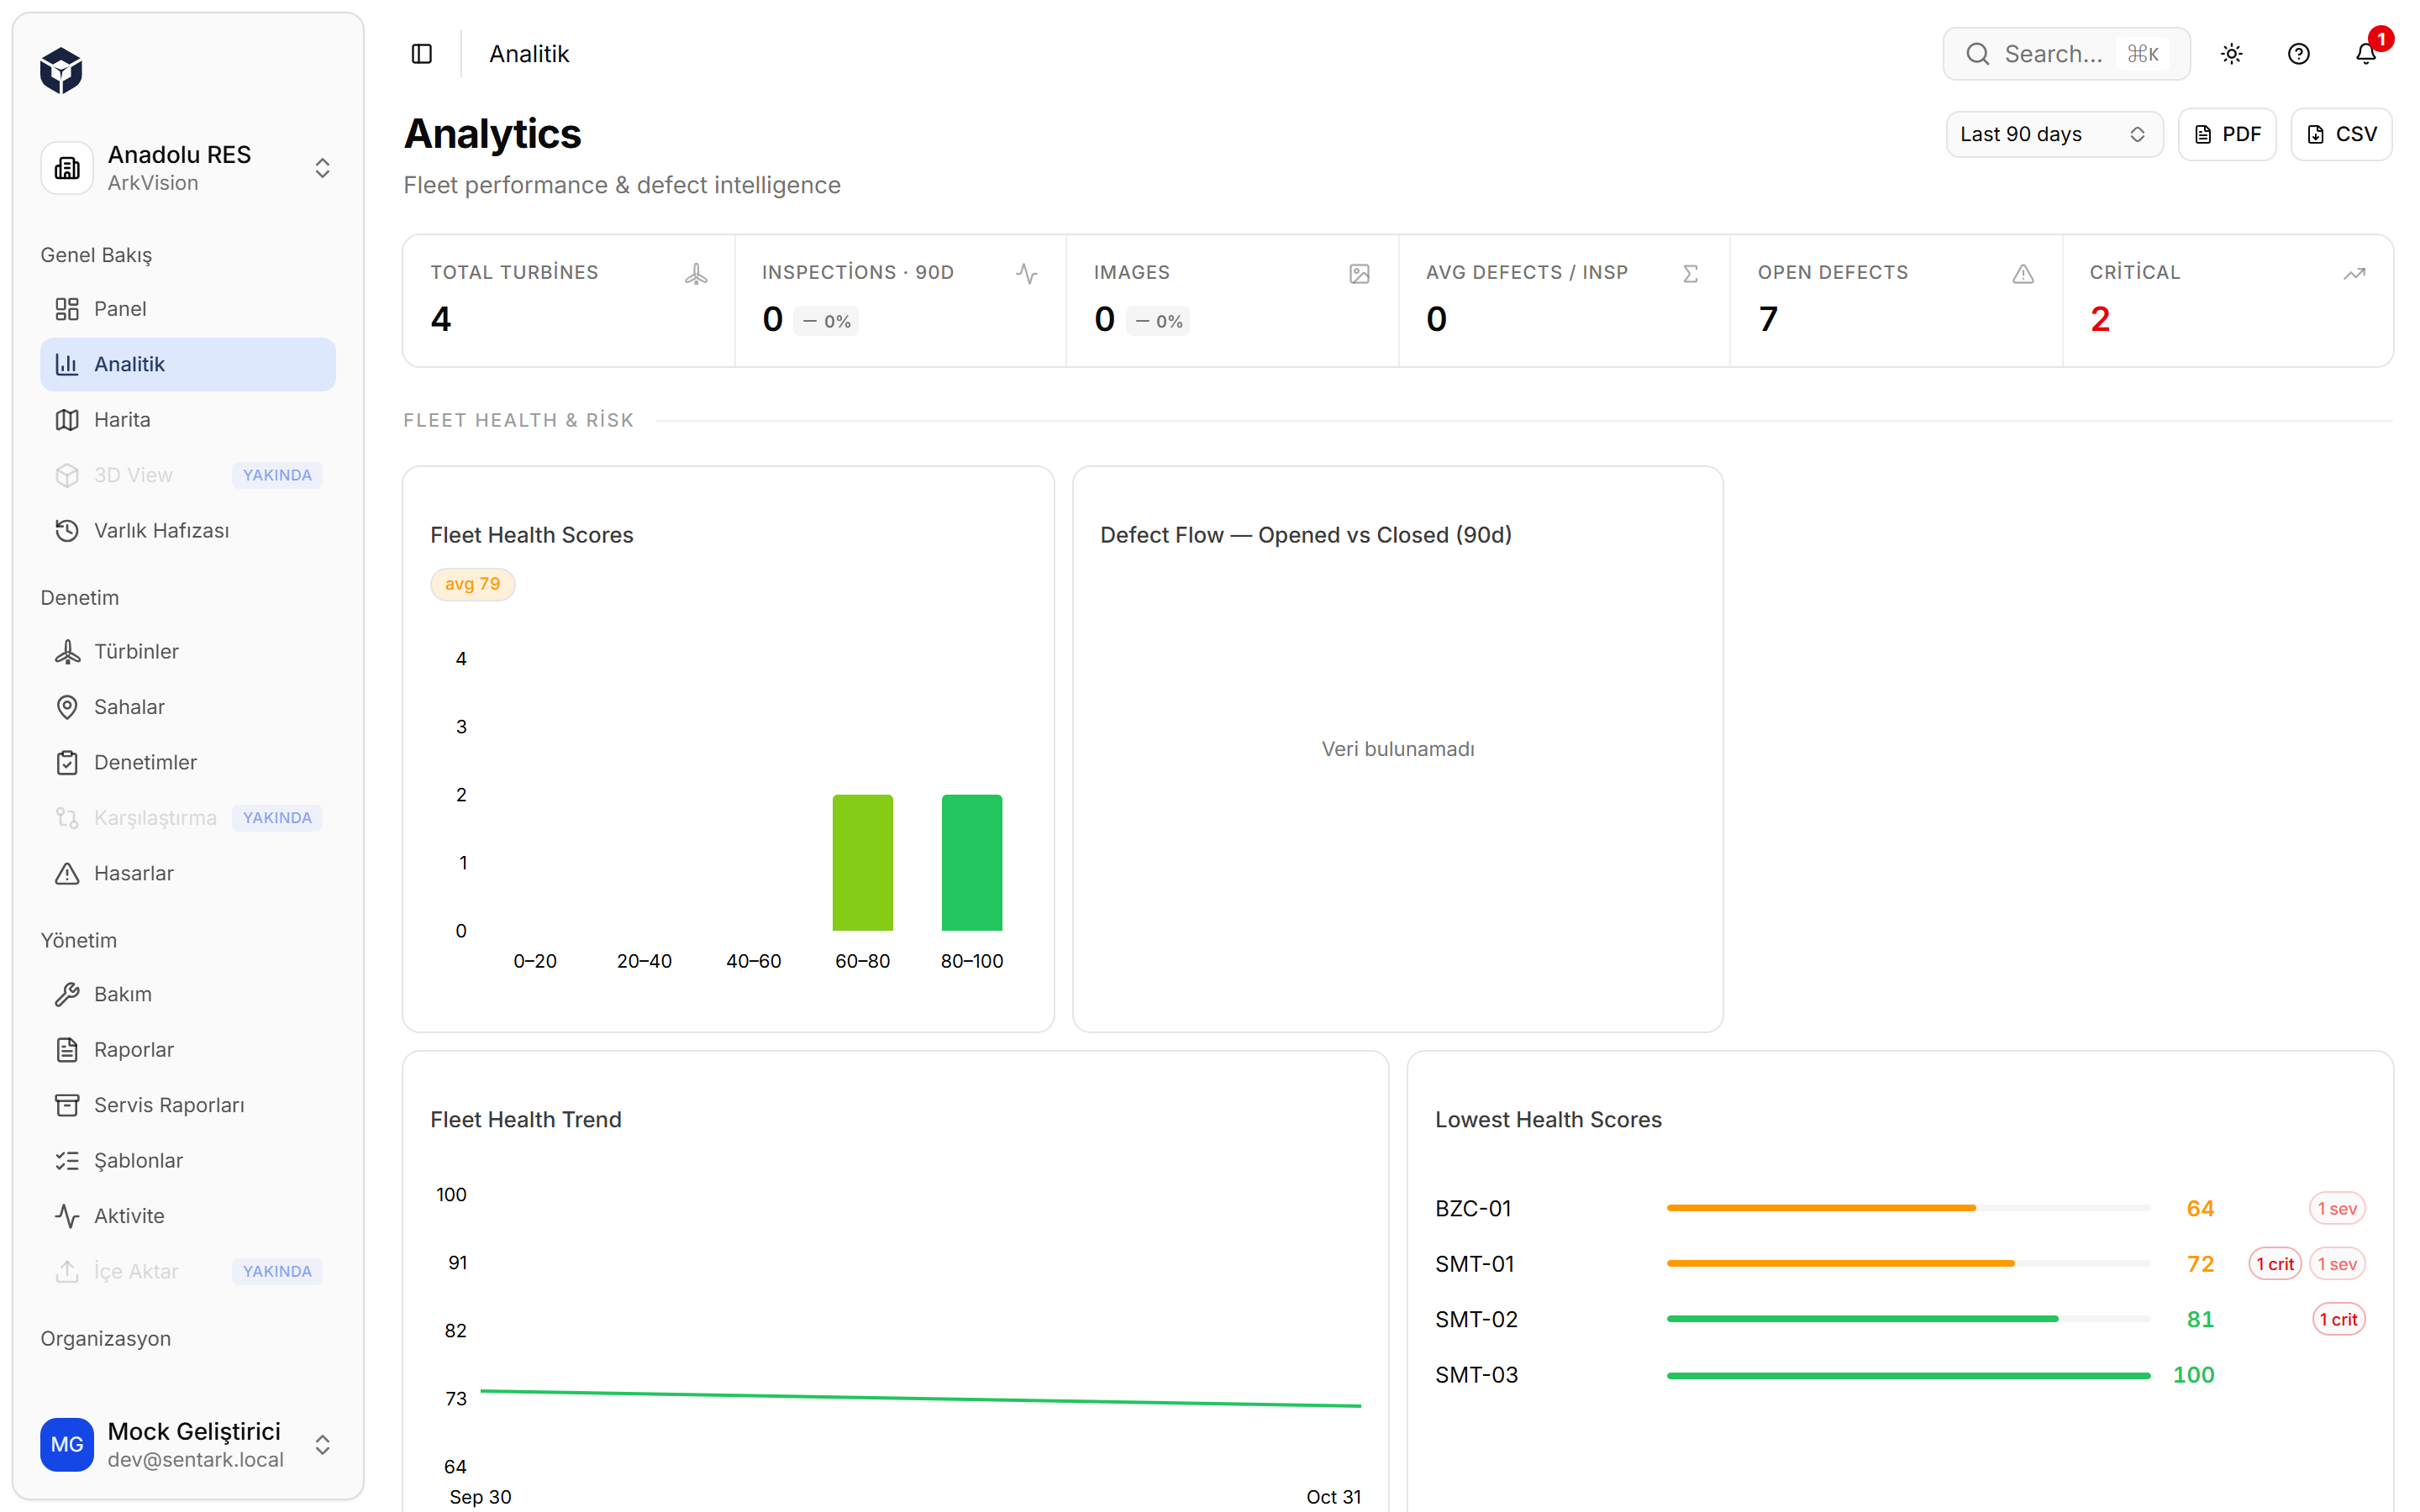 Anadolu RES
ArkVision
Genel Bakış
Panel
Analitik
Harita
3D View YAKINDA
Varlık Hafızası
Denetim
Türbinler
Sahalar
Denetimler
Karşılaştırma YAKINDA
Hasarlar
Yönetim
Bakım
Raporlar
Servis Raporları
Şablonlar
Aktivite
İçe Aktar YAKINDA
Organizasyon
MG
Mock Geliştirici
dev@sentark.local
Analitik
Search... ⌘K
1
Analytics
Fleet performance & defect intelligence
Last 90 days
PDF
CSV
TOTAL TURBİNES
4
INSPECTİONS · 90D
0 — 0%
IMAGES
0 — 0%
AVG DEFECTS / INSP
0
OPEN DEFECTS
7
CRİTİCAL
2
FLEET HEALTH & RİSK
Fleet Health Scores
avg 79
4
3
2
1
0
0–20 20–40 40–60 60–80 80–100
Defect Flow — Opened vs Closed (90d)
Veri bulunamadı
Fleet Health Trend
100
91
82
73
64
Sep 30 Oct 31
Lowest Health Scores
BZC-01 64 1 sev
SMT-01 72 1 crit 1 sev
SMT-02 81 1 crit
SMT-03 100